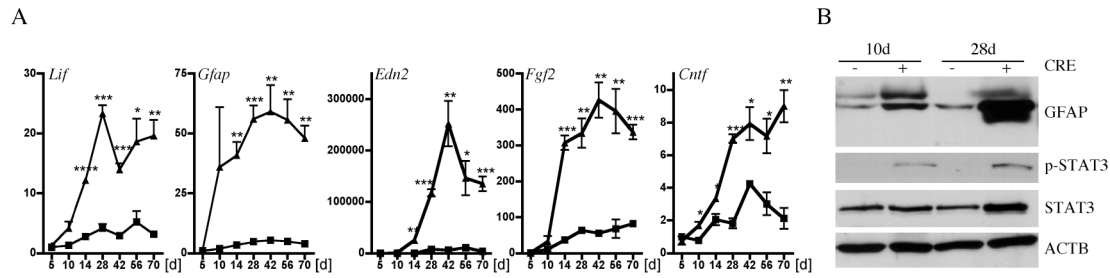 A
B
Lif
Gfap
Edn2
Fgf2
Cntf
30
20
10
0
75
50
25
0
300000
200000
100000
0
500
400
300
200
100
0
10
8
6
4
2
0
**** *** *** * **
** *** ** ** **
** *** ** * ***
*** *** ** ** ***
* * *** * * **
5 10 14 28 42 56 70 [d]
5 10 14 28 42 56 70 [d]
5 10 14 28 42 56 70 [d]
5 10 14 28 42 56 70 [d]
5 10 14 28 42 56 70 [d]
10d 28d
- + - + CRE
GFAP
p-STAT3
STAT3
ACTB